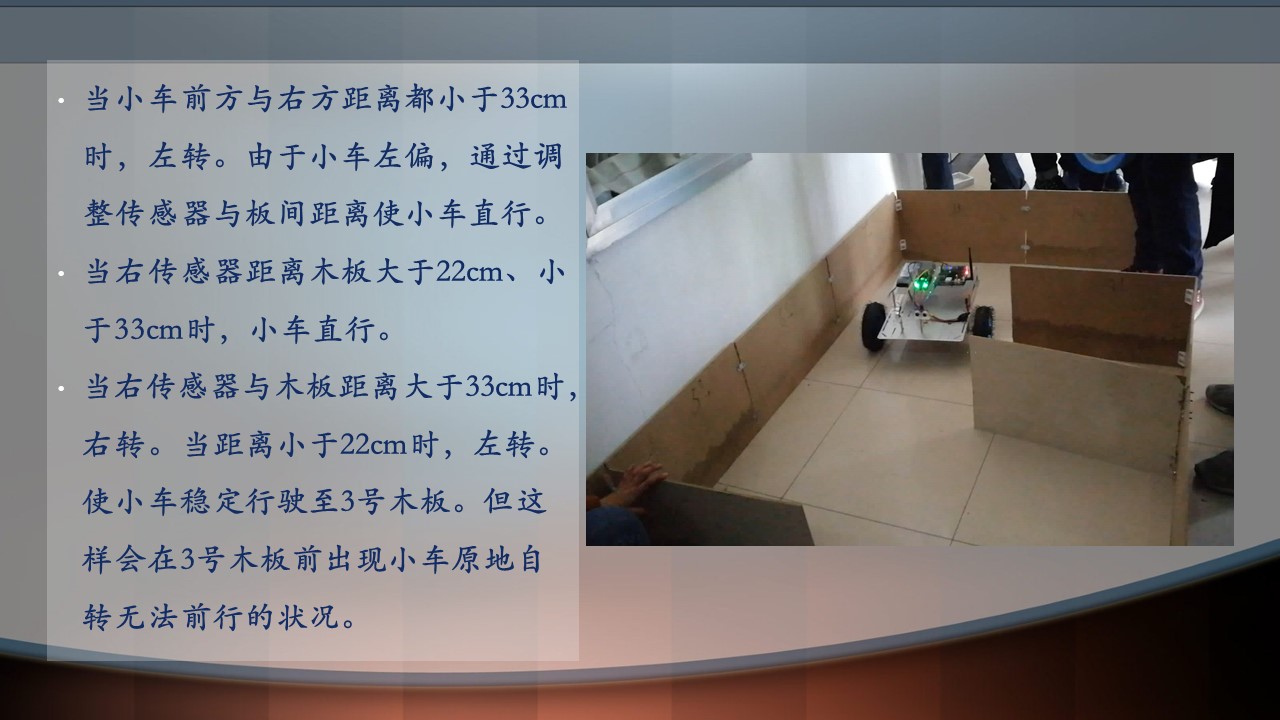 • 当小车前方与右方距离都小于33cm
时，左转。由于小车左偏，通过调
整传感器与板间距离使小车直行。
• 当右传感器距离木板大于22cm、小
于33cm时，小车直行。
• 当右传感器与木板距离大于33cm时，
右转。当距离小于22cm时，左转。
使小车稳定行驶至3号木板。但这
样会在3号木板前出现小车原地自
转无法前行的状况。